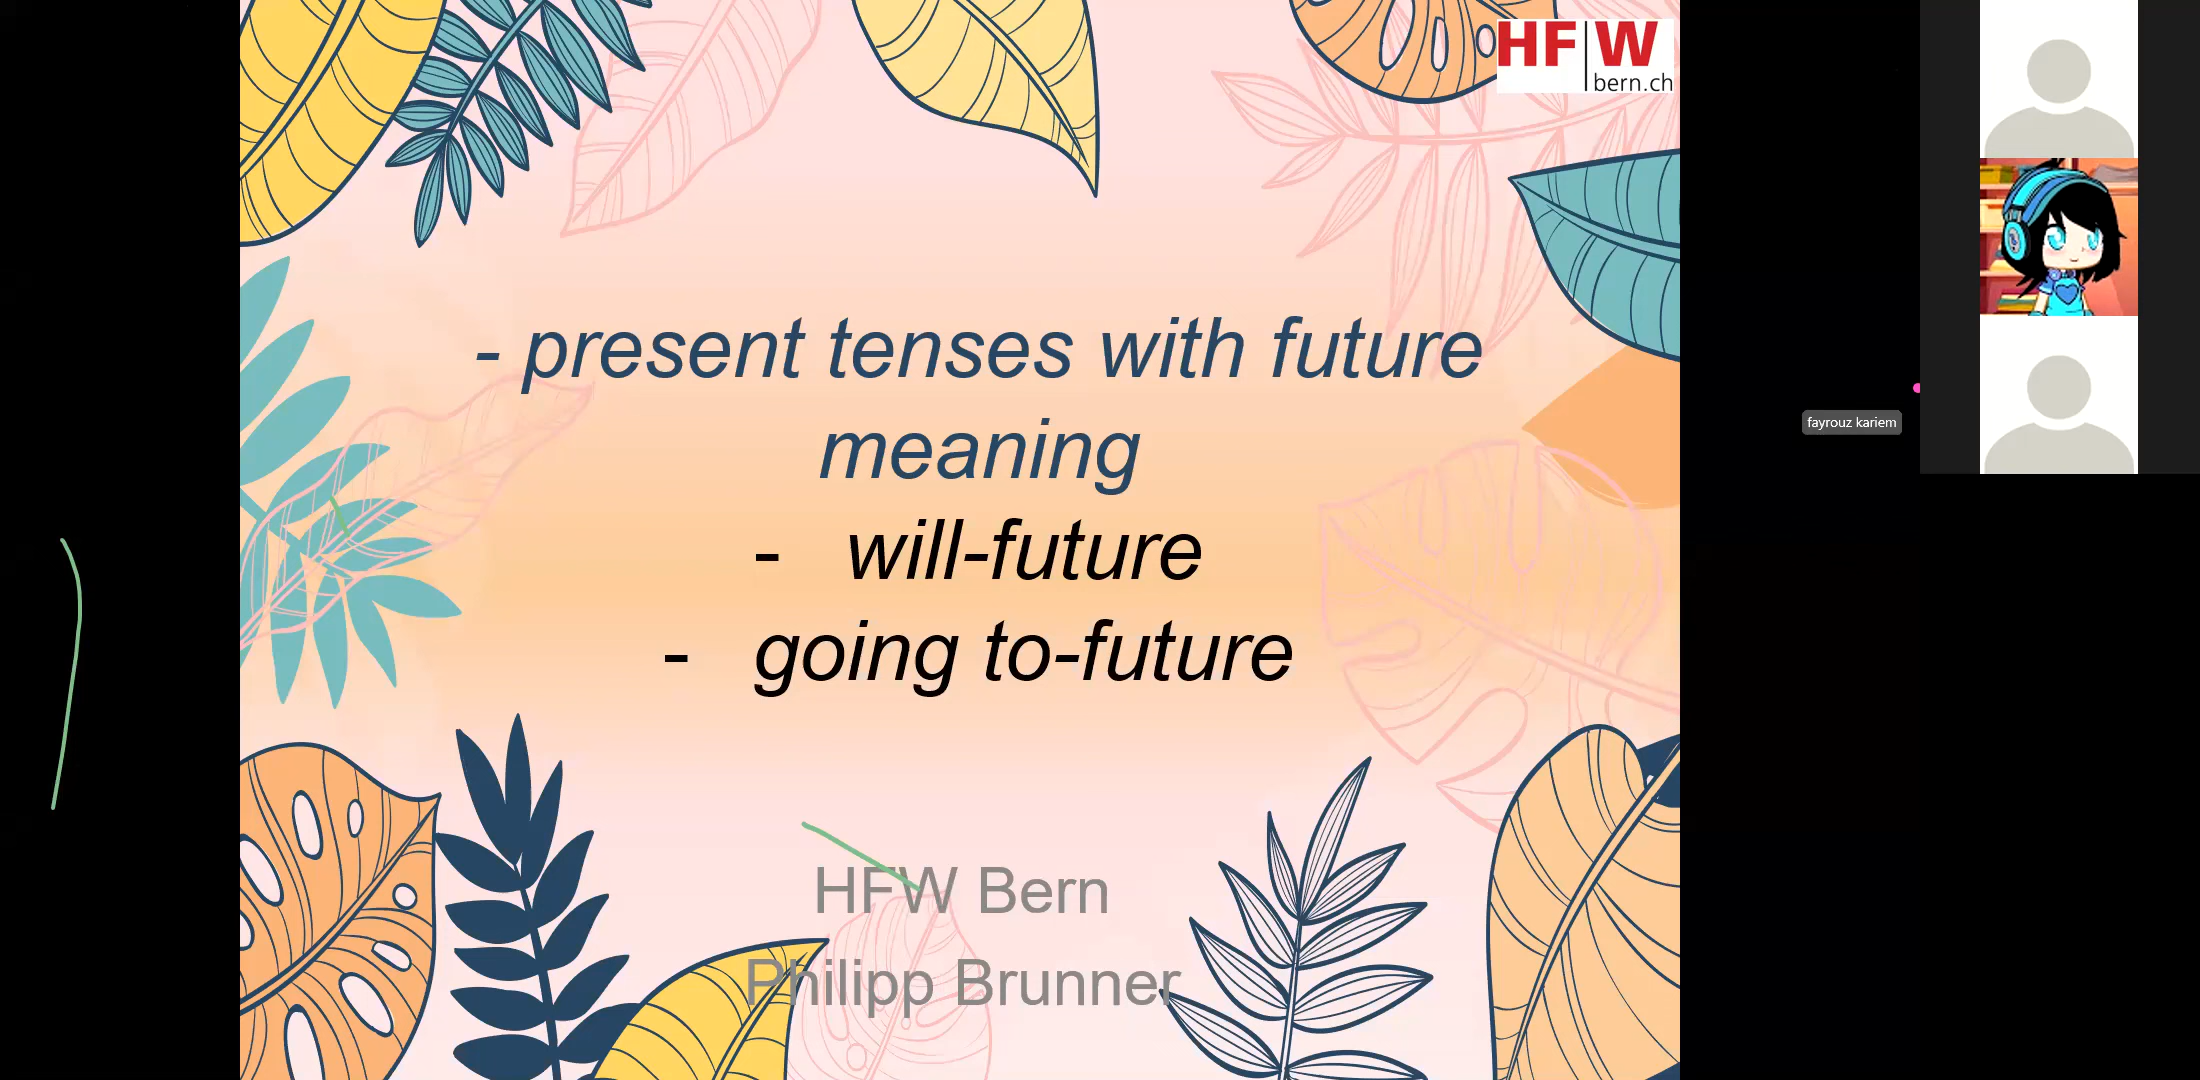 HF W
bern.ch
- present tenses with future
meaning
- will-future
- going to-future
fayrouz kariem
HFW Bern
Philipp Brunner